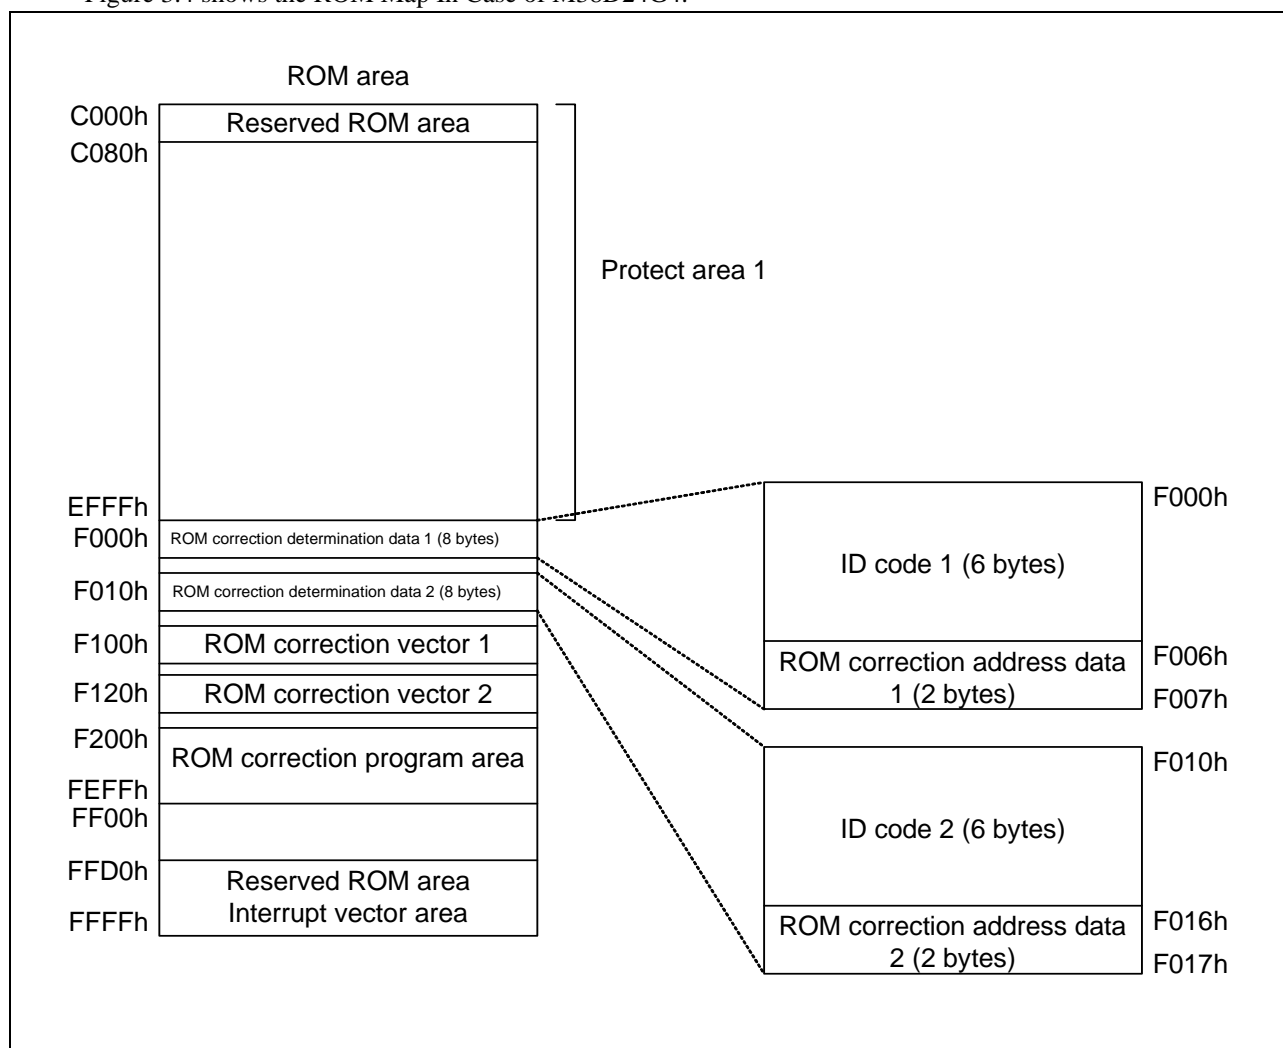 Figure 3.4 shows the ROM Map In Case of M38D24G4.
ROM area
C000h
Reserved ROM area
C080h
Protect area 1
EFFFh
F000h
ROM correction determination data 1 (8 bytes)
F010h
ROM correction determination data 2 (8 bytes)
F100h
ROM correction vector 1
F120h
ROM correction vector 2
F200h
ROM correction program area
FEFFh
FF00h
FFD0h
Reserved ROM area
Interrupt vector area
FFFFh
F000h
ID code 1 (6 bytes)
ROM correction address data
1 (2 bytes)
F006h
F007h
F010h
ID code 2 (6 bytes)
ROM correction address data
2 (2 bytes)
F016h
F017h